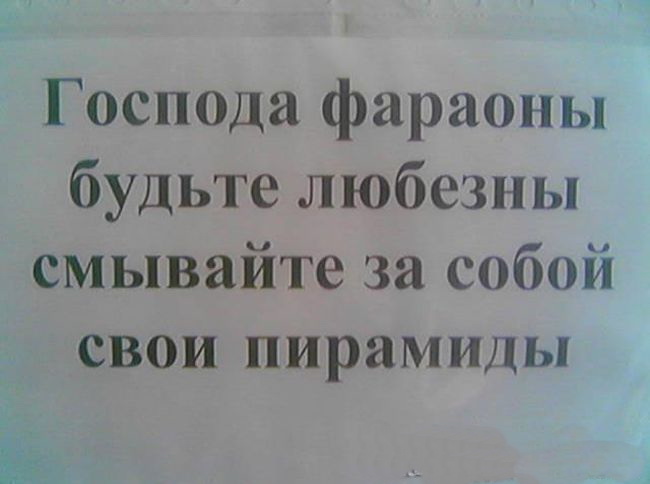 Господа фараоны
будьте любезны
смывайте за собой
свои пирамиды